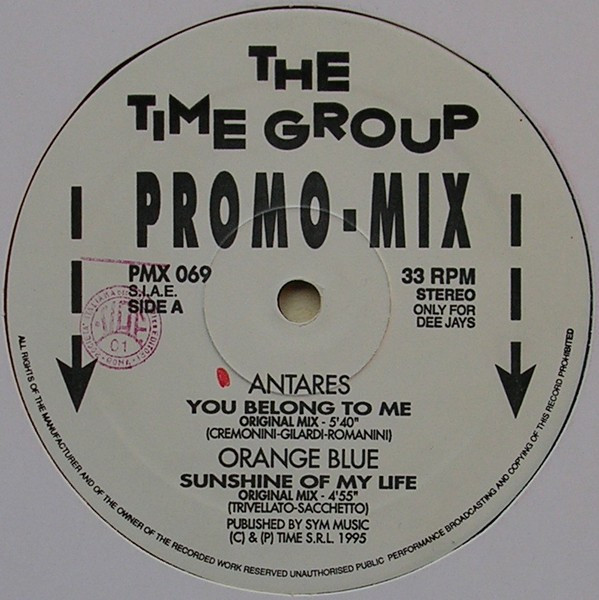 THE
TIME GROUP
PROMO-MIX
PMX 069
S.I.A.E.
SIDE A
33 RPM
STEREO
ONLY FOR
DEE JAYS
01
ROMA
ANTARES
YOU BELONG TO ME
ORIGINAL MIX - 5'40"
(CREMONINI-GILARDI-ROMANINI)
ORANGE BLUE
SUNSHINE OF MY LIFE
ORIGINAL MIX - 4'55"
(TRIVELLATO-SACCHETTO)
PUBLISHED BY SYM MUSIC
(C) & (P) TIME S.R.L. 1995
ALL RIGHTS OF THE MANUFACTURER AND OF THE OWNER OF THE RECORDED WORK RESERVED UNAUTHORISED PUBLIC PERFORMANCE BROADCASTING AND COPYING OF THIS RECORD PROHIBITED